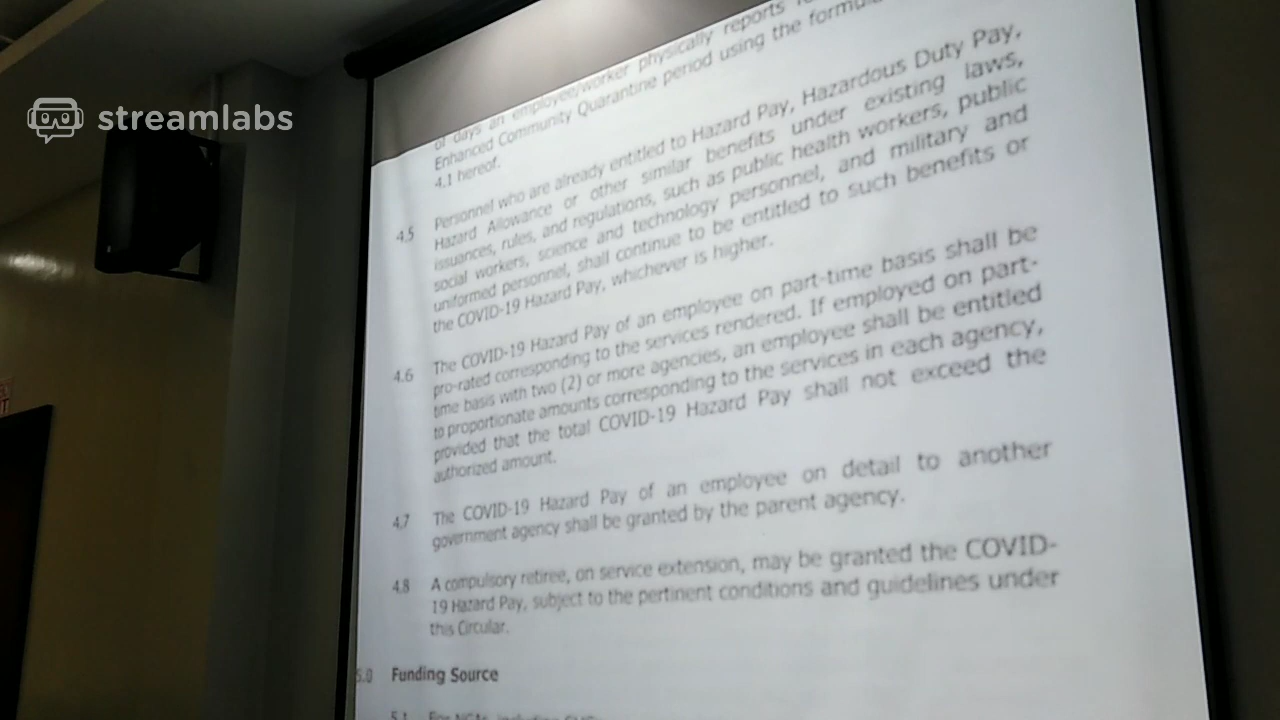 streamlabs
of days an employee/worker physically reports
Enhanced Community Quarantine period using the
4.1 hereof.
4.5 Personnel who are already entitled to Hazard Pay, Hazardous Duty Pay,
Hazard Allowance or other similar benefits under existing laws,
issuances, rules, and regulations, such as public health workers, public
social workers, science and technology personnel, and military and
uniformed personnel, shall continue to be entitled to such benefits or
the COVID-19 Hazard Pay, whichever is higher.
4.6 The COVID-19 Hazard Pay of an employee on part-time basis shall be
pro-rated corresponding to the services rendered. If employed on part-
time basis with two (2) or more agencies, an employee shall be entitled
to proportionate amounts corresponding to the services in each agency,
provided that the total COVID-19 Hazard Pay shall not exceed the
authorized amount.
4.7 The COVID-19 Hazard Pay of an employee on detail to another
government agency shall be granted by the parent agency.
4.8 A compulsory retiree, on service extension, may be granted the COVID-
19 Hazard Pay, subject to the pertinent conditions and guidelines under
this Circular.
5.0 Funding Source
5.1 For NGAs, including